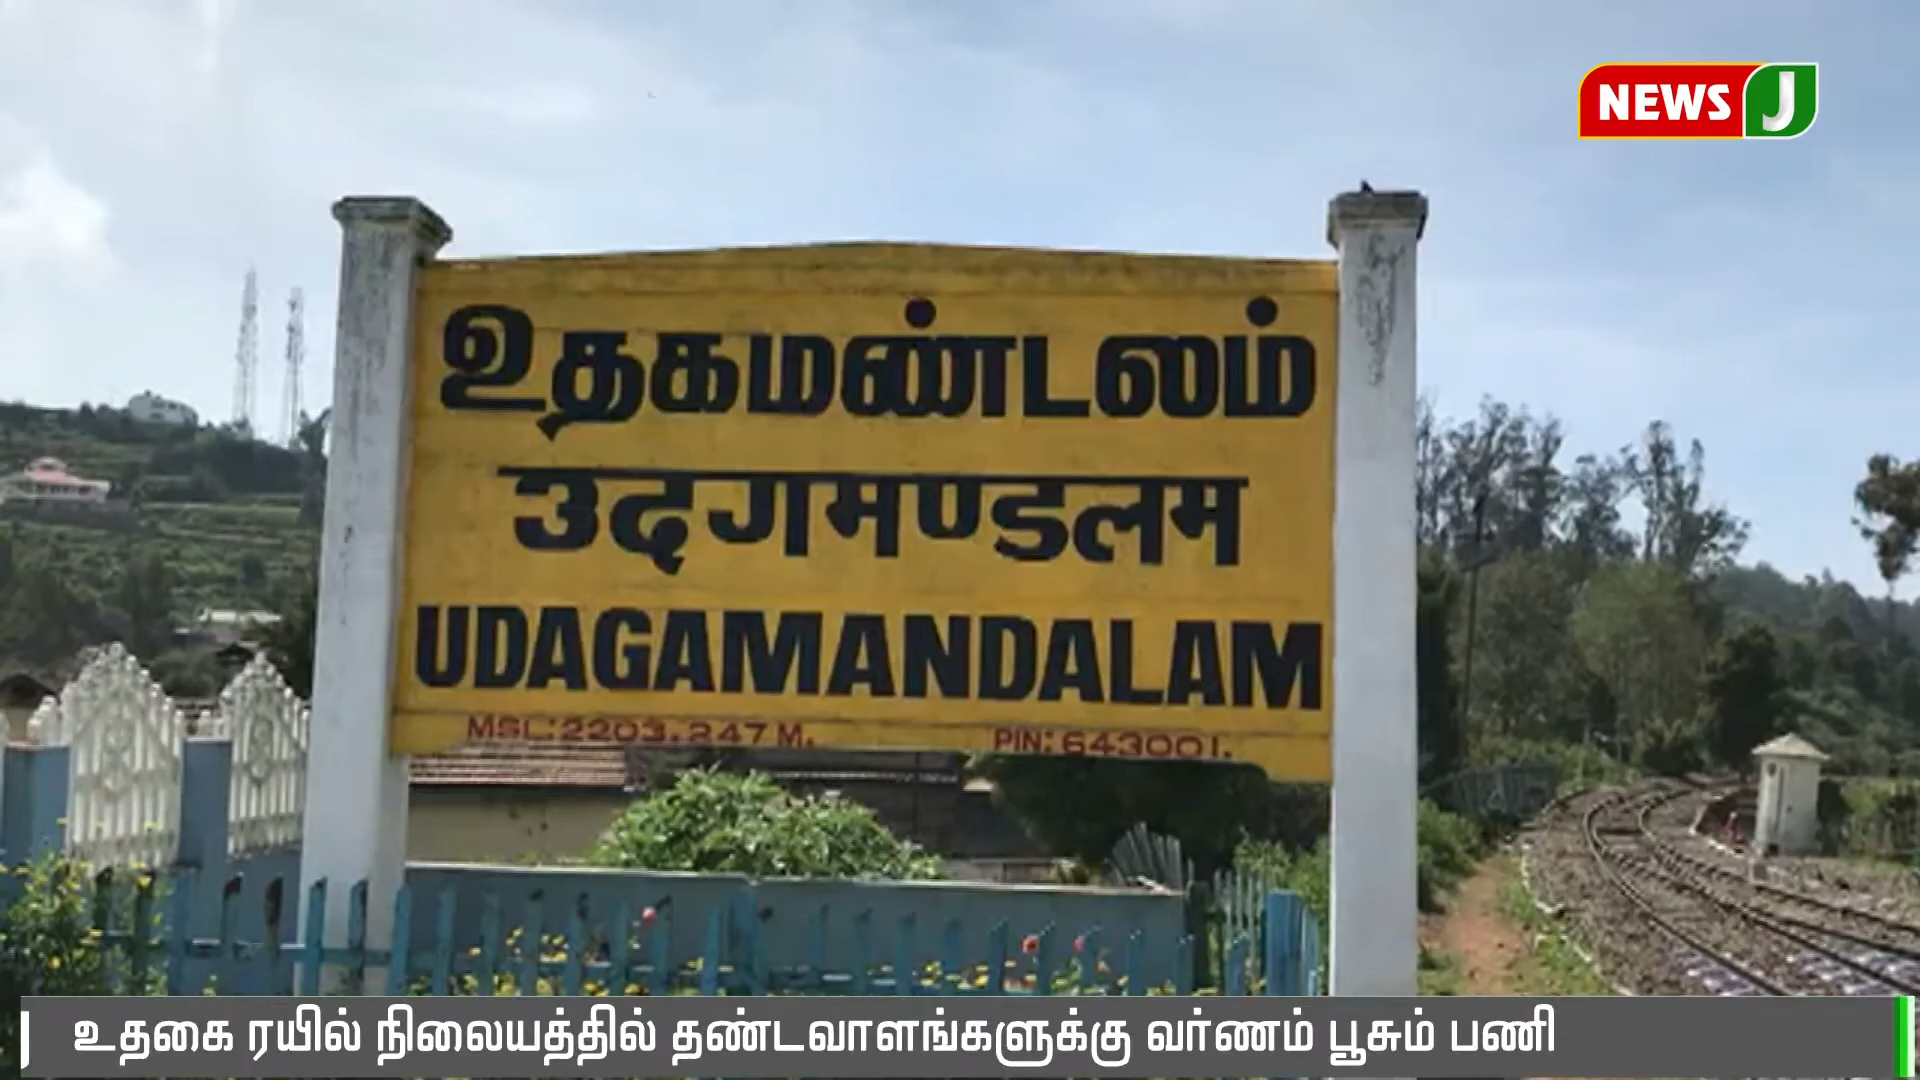 NEWS J
உதகமண்டலம்
उदगमण्डलम
UDAGAMANDALAM
MSL:2203.247 M. PIN: 643001.
உதகை ரயில் நிலையத்தில் தண்டவாளங்களுக்கு வர்ணம் பூசும் பணி